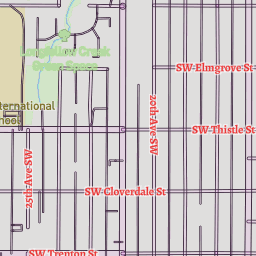 Longfellow Creek
Green Space
SW Elmgrove St
20th Ave SW
International
SW Thistle St
25th Ave SW
SW Cloverdale St
SW Trenton St